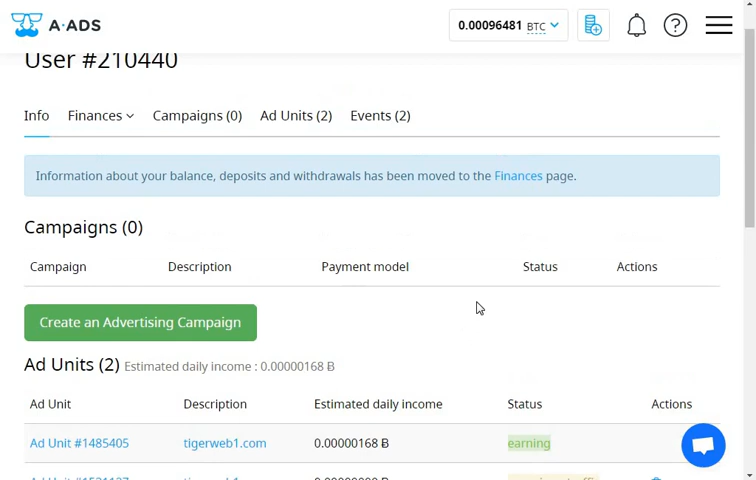 A-ADS
0.00096481 BTC
User #210440
Info Finances Campaigns (0) Ad Units (2) Events (2)
Information about your balance, deposits and withdrawals has been moved to the Finances page.
Campaigns (0)
Campaign Description Payment model Status Actions
Create an Advertising Campaign
Ad Units (2) Estimated daily income : 0.00000168 Ƀ
Ad Unit Description Estimated daily income Status Actions
Ad Unit #1485405 tigerweb1.com 0.00000168 Ƀ earning